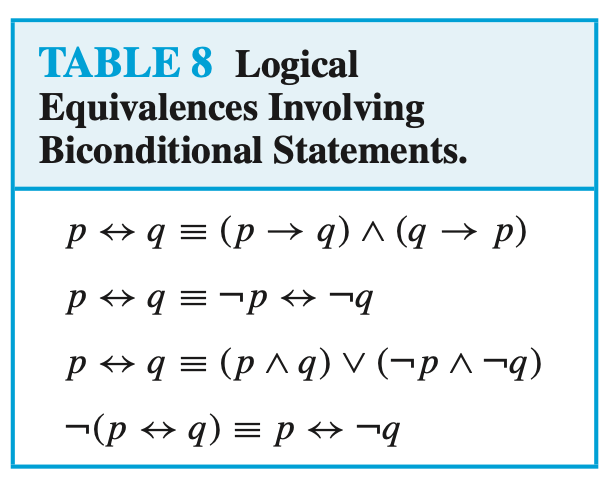 TABLE 8 Logical
Equivalences Involving
Biconditional Statements.
p ↔ q ≡ (p → q) ∧ (q → p)
p ↔ q ≡ ¬p ↔ ¬q
p ↔ q ≡ (p ∧ q) ∨ (¬p ∧ ¬q)
¬(p ↔ q) ≡ p ↔ ¬q